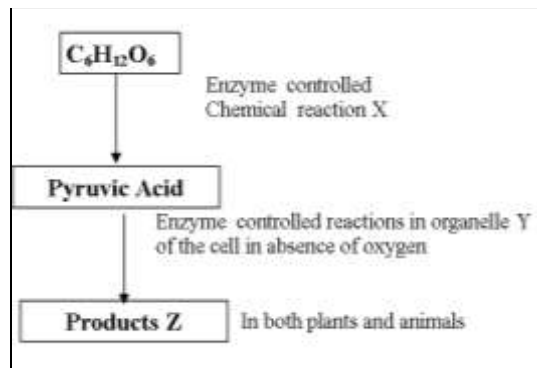 C₆H₁₂O₆
Enzyme controlled
Chemical reaction X
Pyruvic Acid
Enzyme controlled reactions in organelle Y
of the cell in absence of oxygen
Products Z
In both plants and animals